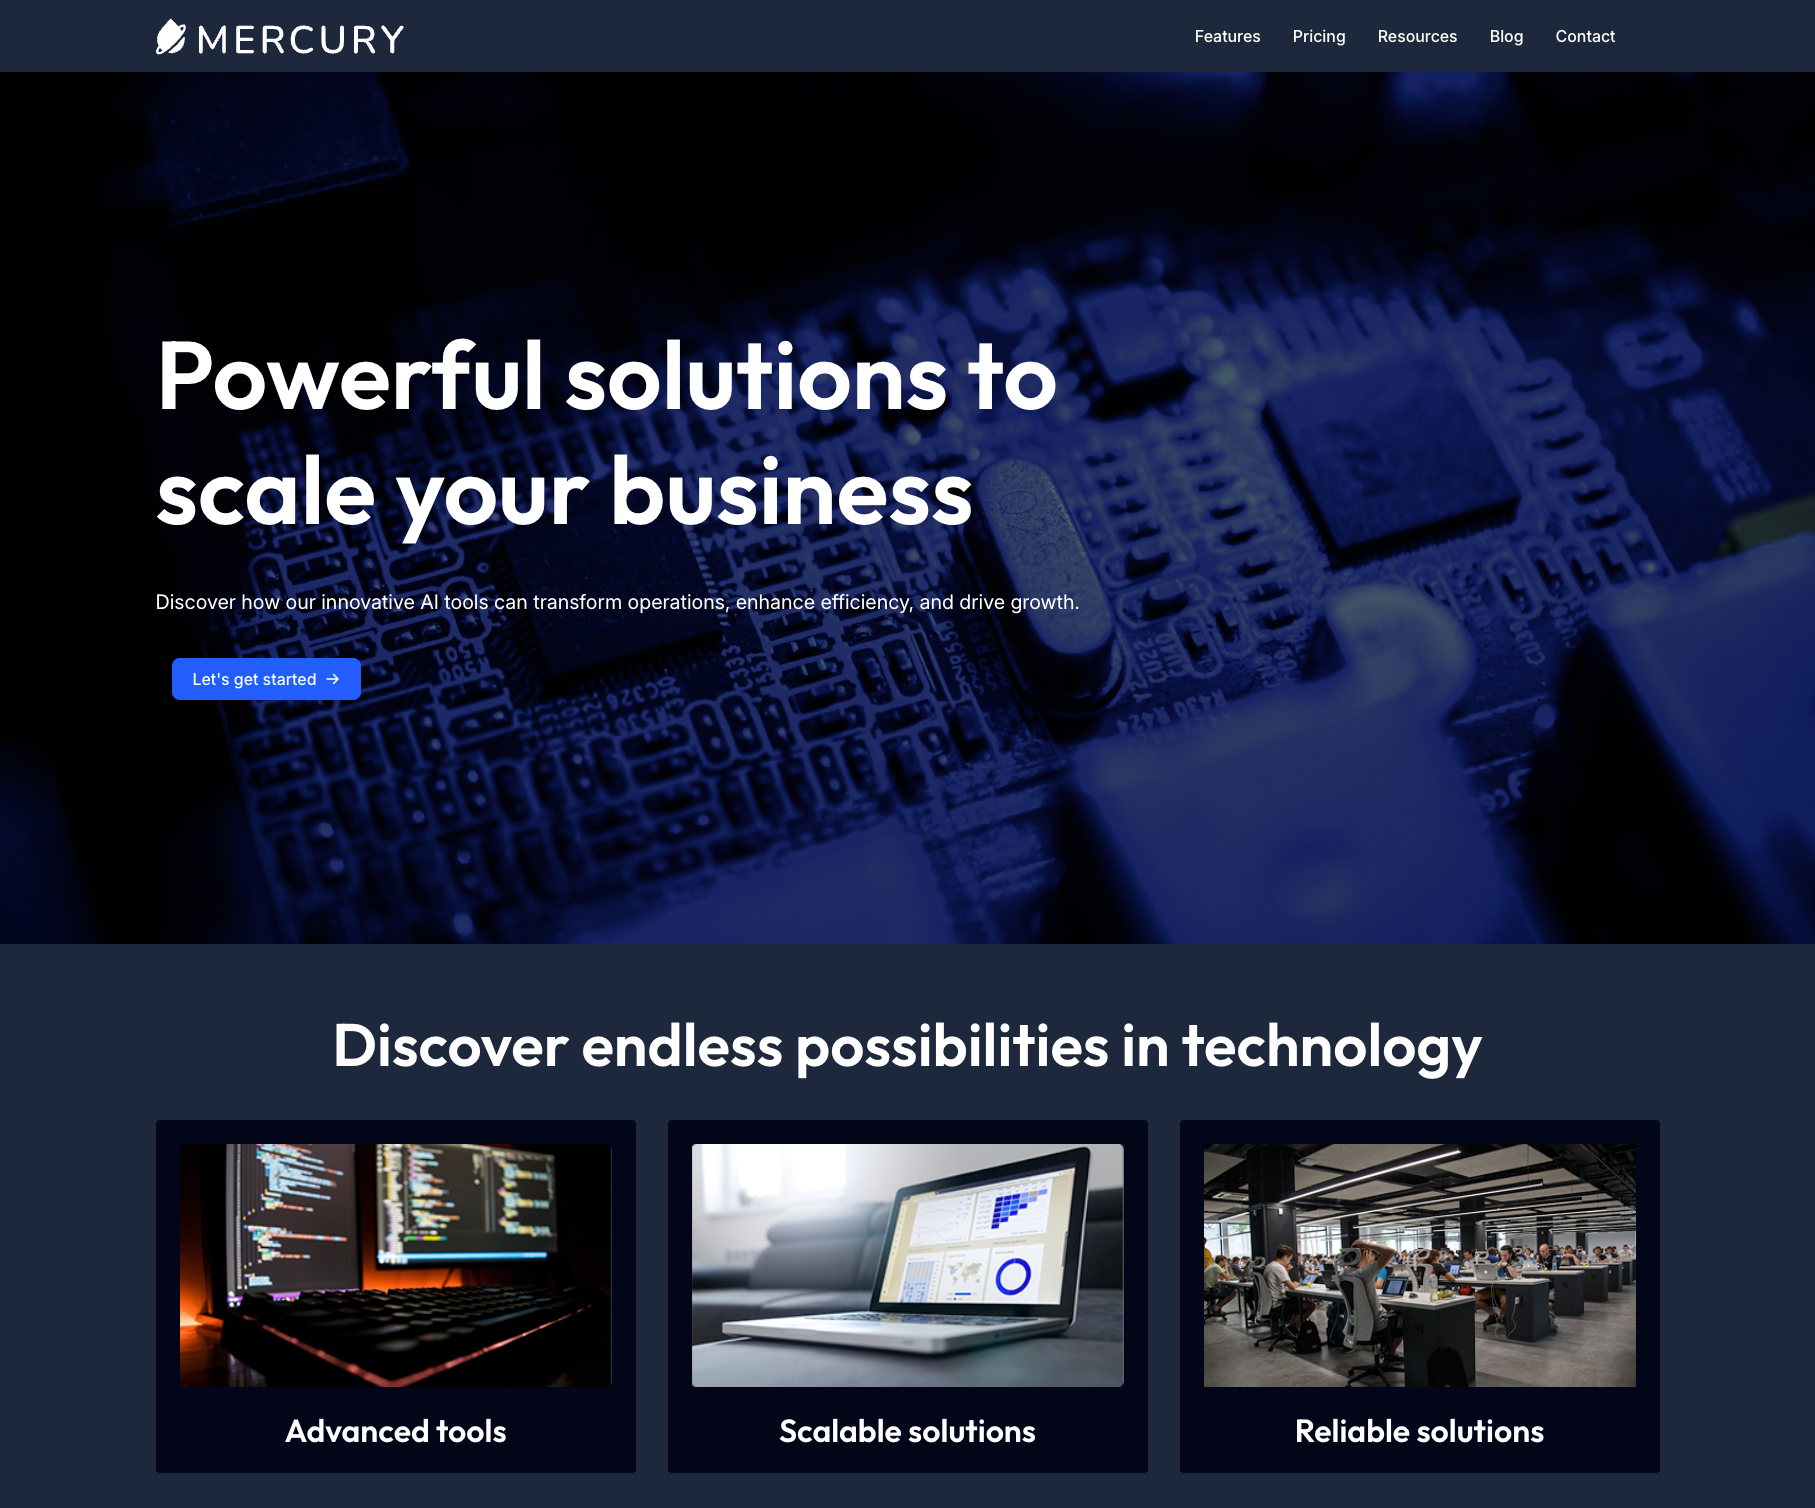 MERCURY
Features Pricing Resources Blog Contact
Powerful solutions to
scale your business
Discover how our innovative AI tools can transform operations, enhance efficiency, and drive growth.
Let's get started →
Discover endless possibilities in technology
Advanced tools
Scalable solutions
Reliable solutions